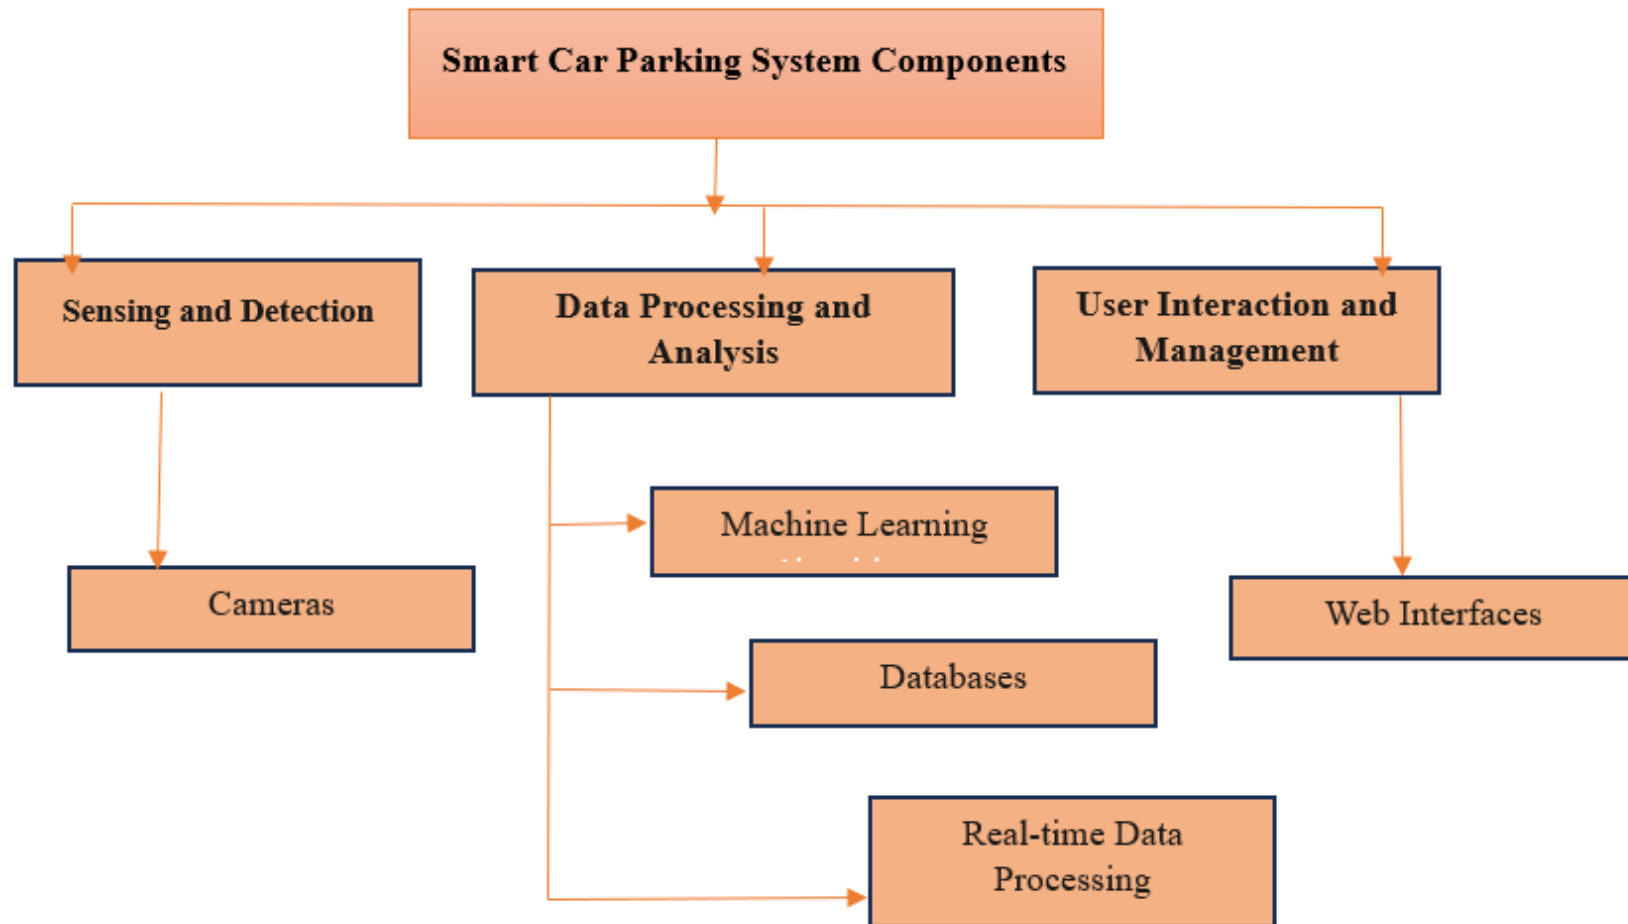 Smart Car Parking System Components
Sensing and Detection
Data Processing and
Analysis
User Interaction and
Management
Machine Learning
Cameras
Web Interfaces
Databases
Real-time Data
Processing